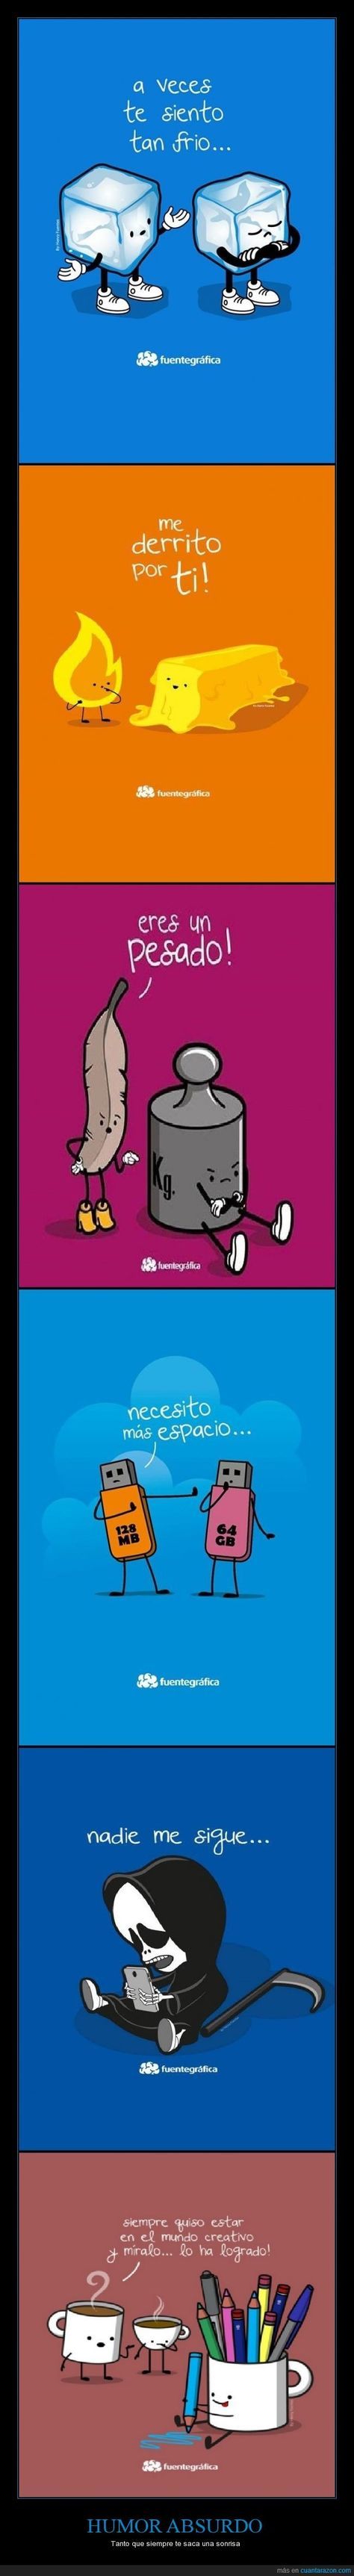 a veces
te siento
tan frio...
fuentegráfica
me
derrito
por ti!
fuentegráfica
eres un
pesado!
Kg.
fuentegráfica
necesito
más espacio...
128
MB
64
GB
fuentegráfica
nadie me sigue...
fuentegráfica
siempre quiso estar
en el mundo creativo
y míralo... lo ha logrado!
fuentegráfica
HUMOR ABSURDO
Tanto que siempre te saca una sonrisa
más en cuantarazon.com